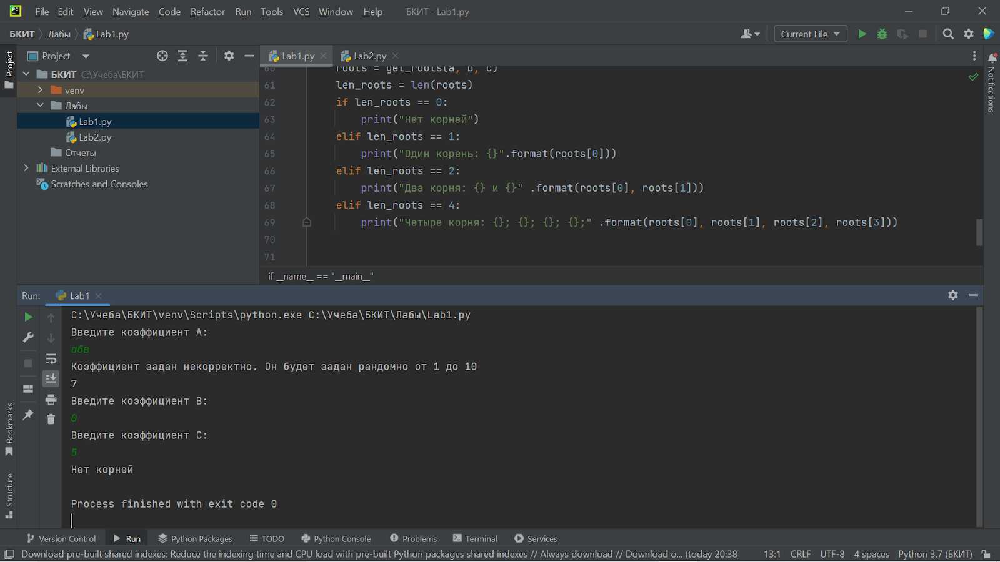 File Edit View Navigate Code Refactor Run Tools VCS Window Help БКИТ - Lab1.py
БКИТ Лабы Lab1.py Current File
Project Lab1.py Lab2.py
Project
БКИТ C:\Учеба\БКИТ
venv
Лабы
Lab1.py
Lab2.py
Отчеты
External Libraries
Scratches and Consoles
60 roots = get_roots(a, b, c)
61 len_roots = len(roots)
62 if len_roots == 0:
63 print("Нет корней")
64 elif len_roots == 1:
65 print("Один корень: {}".format(roots[0]))
66 elif len_roots == 2:
67 print("Два корня: {} и {}" .format(roots[0], roots[1]))
68 elif len_roots == 4:
69 print("Четыре корня: {}; {}; {}; {};" .format(roots[0], roots[1], roots[2], roots[3]))
70
71
if __name__ == "__main__"
Notifications
Run: Lab1
C:\Учеба\БКИТ\venv\Scripts\python.exe C:\Учеба\БКИТ\Лабы\Lab1.py
Введите коэффициент А:
абв
Коэффициент задан некорректно. Он будет задан рандомно от 1 до 10
7
Введите коэффициент В:
0
Введите коэффициент С:
5
Нет корней
Process finished with exit code 0
Bookmarks
Structure
Version Control Run Python Packages TODO Python Console Problems Terminal Services
Download pre-built shared indexes: Reduce the indexing time and CPU load with pre-built Python packages shared indexes // Always download // Download o... (today 20:38 13:1 CRLF UTF-8 4 spaces Python 3.7 (БКИТ)